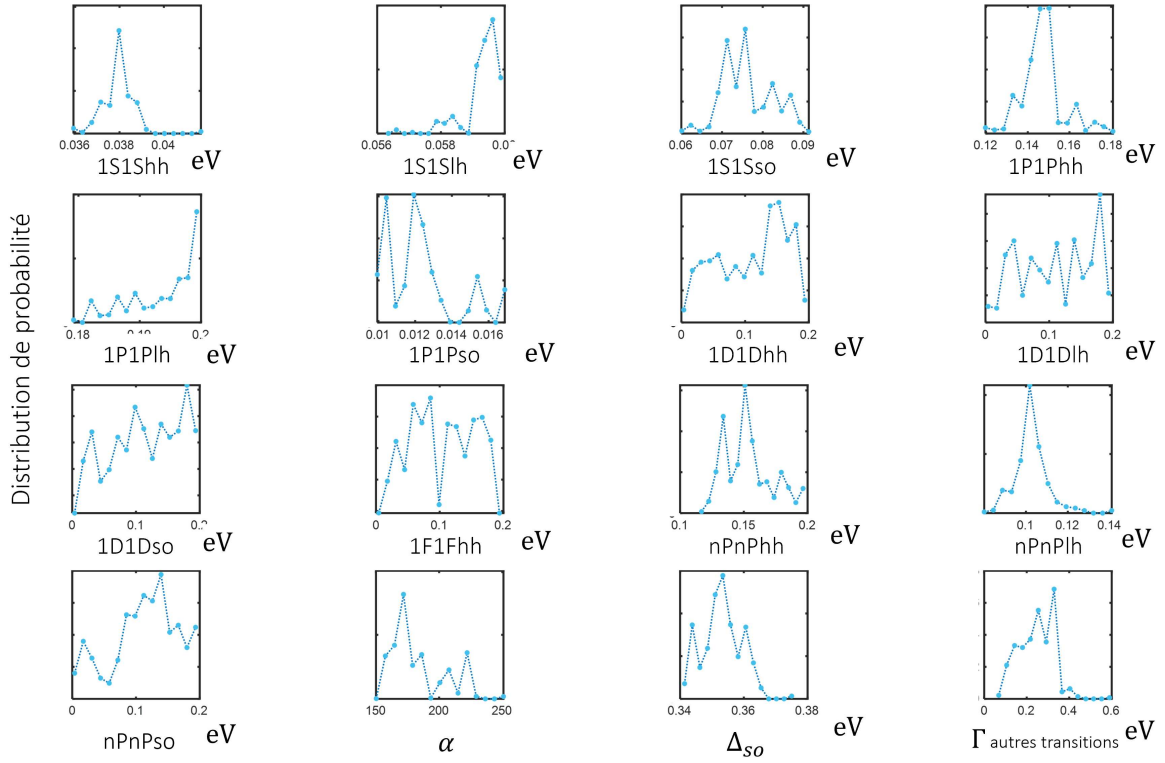 Distribution de probabilité
0.036 0.038 0.04
1S1Shh eV
0.056
1S1Slh eV
0.06 0.07 0.08 0.09
1S1Sso eV
0.12 0.14 0.16 0.18
1P1Phh eV
0.18 0.2
1P1Plh eV
0.01 0.012 0.014 0.016
1P1Pso eV
0 0.1 0.2
1D1Dhh eV
0 0.1 0.2
1D1Dlh eV
0 0.1
1D1Dso eV
0 0.1 0.2
1F1Fhh eV
0.1 0.15 0.2
nPnPhh eV
0.1 0.12 0.14
nPnPlh eV
0 0.1 0.2
nPnPso eV
150 200 250
α
0.34 0.36 0.38
Δso eV
0 0.2 0.4 0.6
Γ autres transitions eV